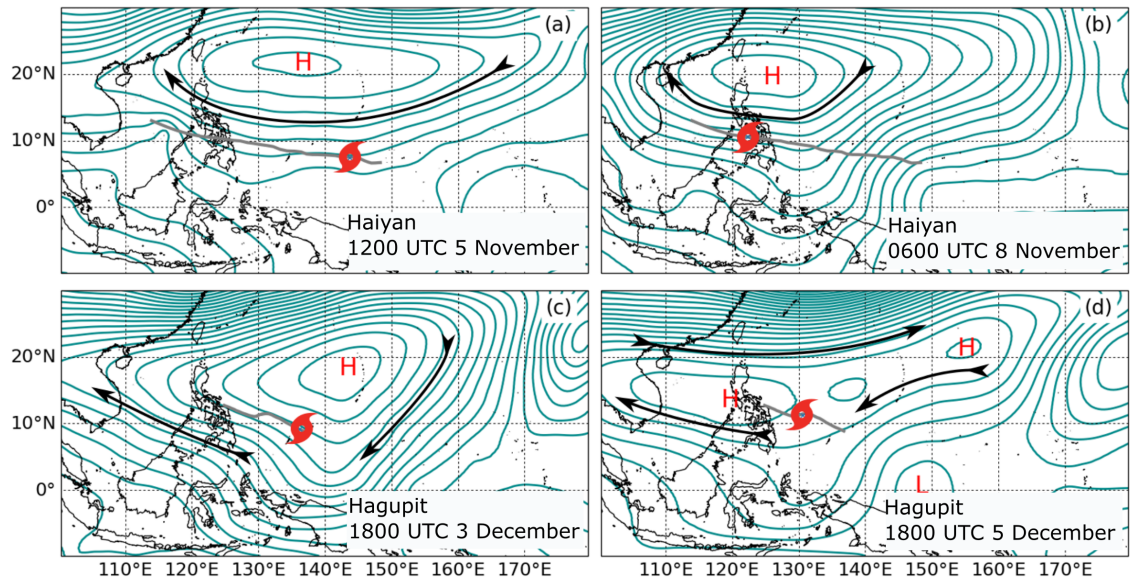 (a)
(b)
H
H
20°N
10°N
0°
Haiyan
1200 UTC 5 November
Haiyan
0600 UTC 8 November
(c)
(d)
H
H
H
20°N
10°N
0°
L
Hagupit
1800 UTC 3 December
Hagupit
1800 UTC 5 December
110°E 120°E 130°E 140°E 150°E 160°E 170°E
110°E 120°E 130°E 140°E 150°E 160°E 170°E